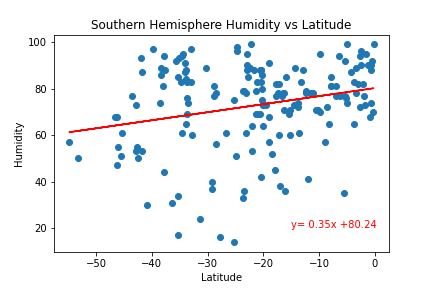 Southern Hemisphere Humidity vs Latitude
100
80
60
40
20
Humidity
y= 0.35x +80.24
−50 −40 −30 −20 −10 0
Latitude